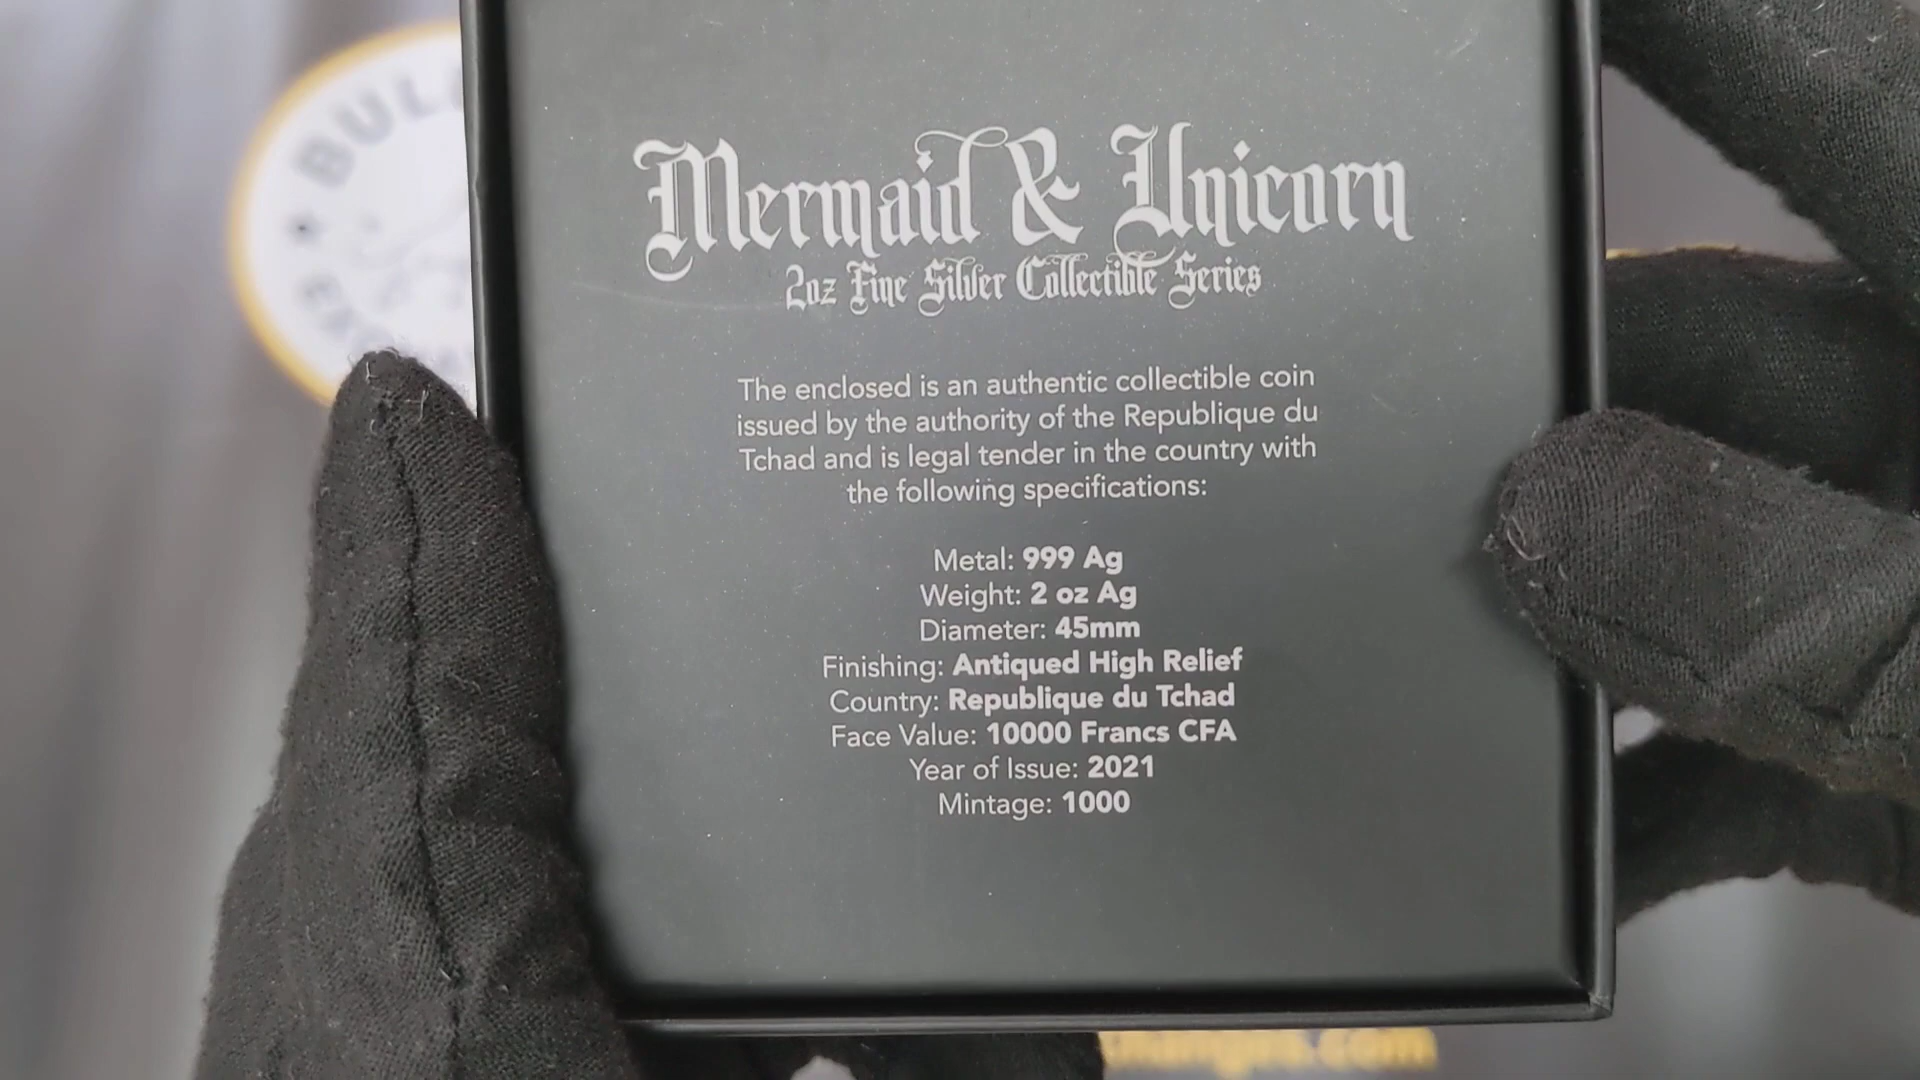 Mermaid & Unicorn
2oz Fine Silver Collectible Series
The enclosed is an authentic collectible coin
issued by the authority of the Republique du
Tchad and is legal tender in the country with
the following specifications:
Metal: 999 Ag
Weight: 2 oz Ag
Diameter: 45mm
Finishing: Antiqued High Relief
Country: Republique du Tchad
Face Value: 10000 Francs CFA
Year of Issue: 2021
Mintage: 1000